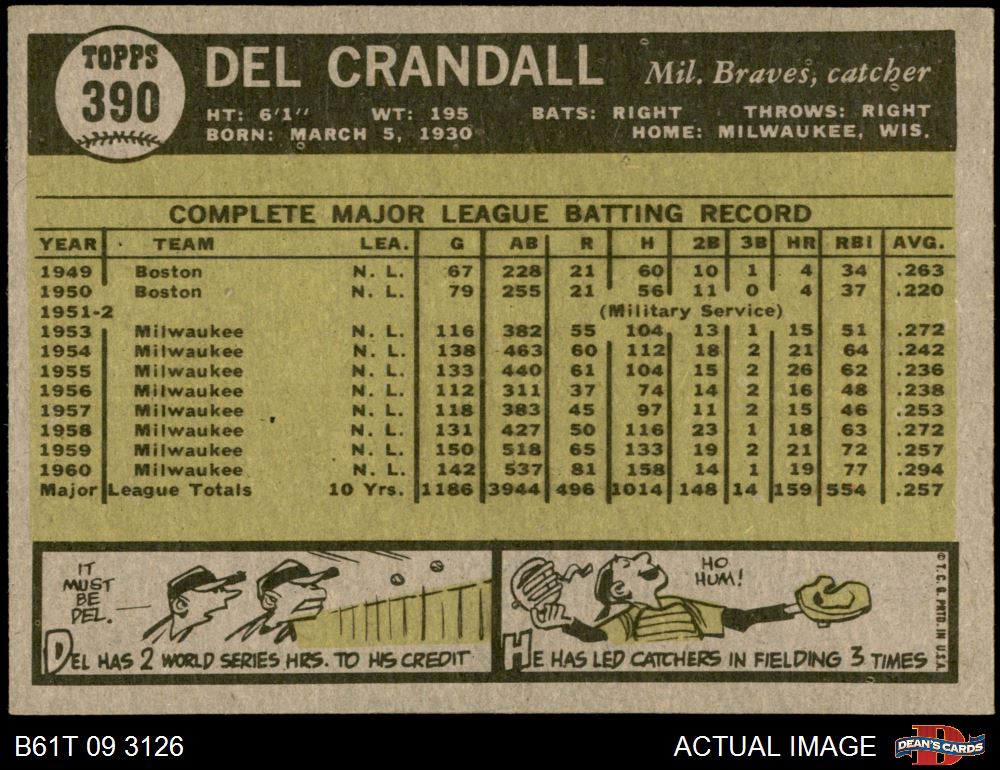 TOPPS
390
DEL CRANDALL Mil. Braves, catcher
HT: 6'1" WT: 195 BATS: RIGHT THROWS: RIGHT
BORN: MARCH 5, 1930 HOME: MILWAUKEE, WIS.
COMPLETE MAJOR LEAGUE BATTING RECORD
YEAR TEAM LEA. G AB R H 2B 3B HR RBI AVG.
1949 Boston N. L. 67 228 21 60 10 1 4 34 .263
1950 Boston N. L. 79 255 21 56 11 0 4 37 .220
1951-2 (Military Service)
1953 Milwaukee N. L. 116 382 55 104 13 1 15 51 .272
1954 Milwaukee N. L. 138 463 60 112 18 2 21 64 .242
1955 Milwaukee N. L. 133 440 61 104 15 2 26 62 .236
1956 Milwaukee N. L. 112 311 37 74 14 2 16 48 .238
1957 Milwaukee N. L. 118 383 45 97 11 2 15 46 .253
1958 Milwaukee N. L. 131 427 50 116 23 1 18 63 .272
1959 Milwaukee N. L. 150 518 65 133 19 2 21 72 .257
1960 Milwaukee N. L. 142 537 81 158 14 1 19 77 .294
Major League Totals 10 Yrs. 1186 3944 496 1014 148 14 159 554 .257
IT
MUST
BE
DEL.
DEL HAS 2 WORLD SERIES HRS. TO HIS CREDIT
HO
HUM!
HE HAS LED CATCHERS IN FIELDING 3 TIMES
© T. C. G. PRTD. IN U.S.A.
B61T 09 3126 ACTUAL IMAGE
D
DEAN'S CARDS